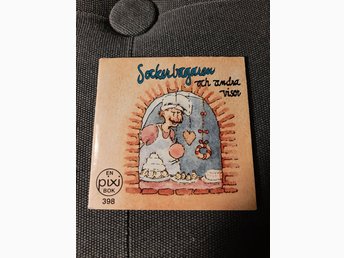 Sockerbagaren
och andra
visor
EN
pixi
BOK
398